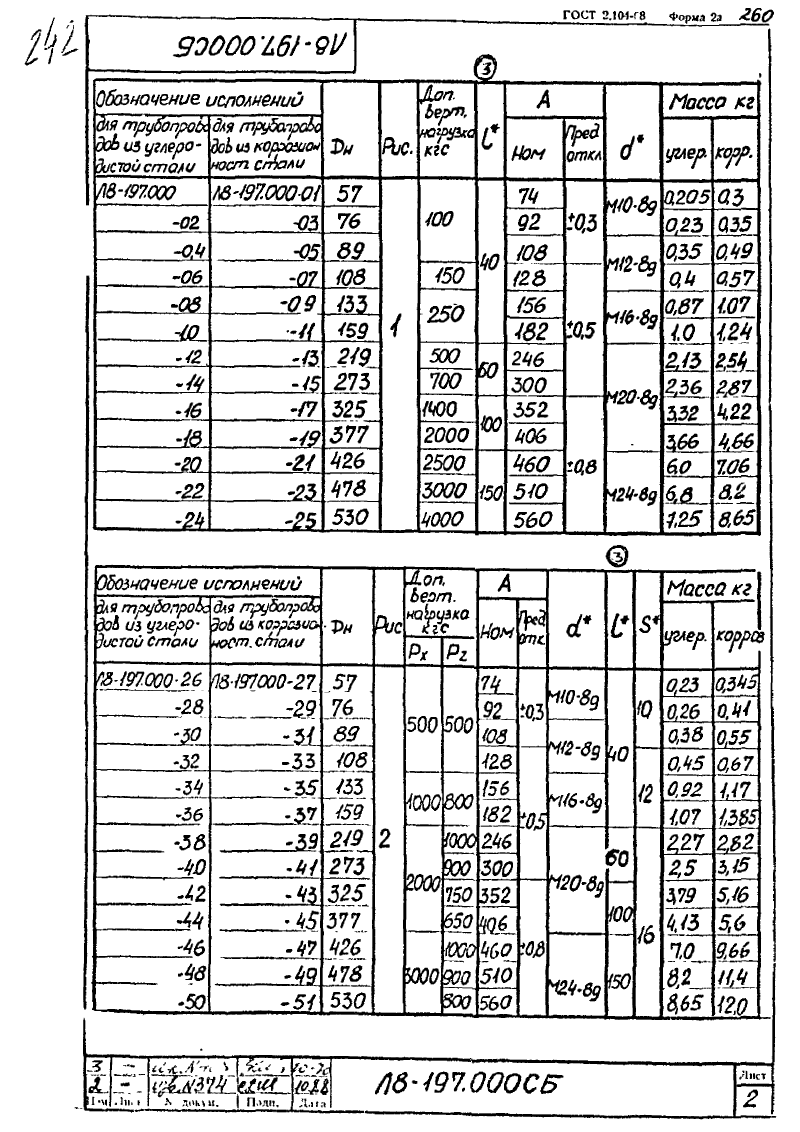 ГОСТ 2.104-68 Форма 2а 260
242
Л8-197.000СБ
3
Обозначение исполнений Дн Рис. Доп. верт. нагрузка кгс l* А d* Масса кг
для трубопроводов из углеродистой стали для трубопроводов из коррозионност. стали Ном Пред откл углер. корр.
Л8-197.000 Л8-197.000-01 57 1 100 40 74 ±0,3 М10-8g 0,205 0,3
-02 -03 76 92 0,23 0,35
-0,4 -05 89 108 М12-8g 0,35 0,49
-06 -07 108 150 128 ±0,5 0,4 0,57
-08 -09 133 250 156 М16-8g 0,87 1.07
-10 -11 159 182 1.0 1,24
-12 -13 219 500 60 246 М20-8g 2,13 2,54
-14 -15 273 700 300 2,36 2,87
-16 -17 325 1400 100 352 ±0,8 3,32 4,22
-18 -19 377 2000 406 3,66 4,66
-20 -21 426 2500 150 460 М24-8g 6.0 7.06
-22 -23 478 3000 510 6,8 8.2
-24 -25 530 4000 560 7.25 8,65
3
Обозначение исполнений Дн Рис Доп. верт. нагрузка кгс А d* l* S* Масса кг
для трубопроводов из углеродистой стали для трубопроводов из коррозионност. стали Рх Рz Ном Пред отк. углер. корроз
Л8-197.000-26 Л8-197.000-27 57 2 500 500 74 ±0,3 М10-8g 40 10 0,23 0,345
-28 -29 76 92 0,26 0,41
-30 -31 89 108 М12-8g 0,38 0,55
-32 -33 108 128 ±0,5 12 0,45 0,67
-34 -35 133 1000 800 156 М16-8g 0,92 1,17
-36 -37 159 182 1.07 1.385
-38 -39 219 2000 1000 246 М20-8g 60 16 2,27 2,82
-40 -41 273 900 300 2,5 3,15
-42 -43 325 750 352 ±0,8 100 3,79 5,16
-44 -45 377 650 406 4,13 5,6
-46 -47 426 3000 1000 460 М24-8g 150 7.0 9,66
-48 -49 478 900 510 8,2 11,4
-50 -51 530 800 560 8,65 12,0
3 -
2 - N374 10.88
Изм Лист N докум. Подп. Дата
Л8-197.000СБ
Лист
2